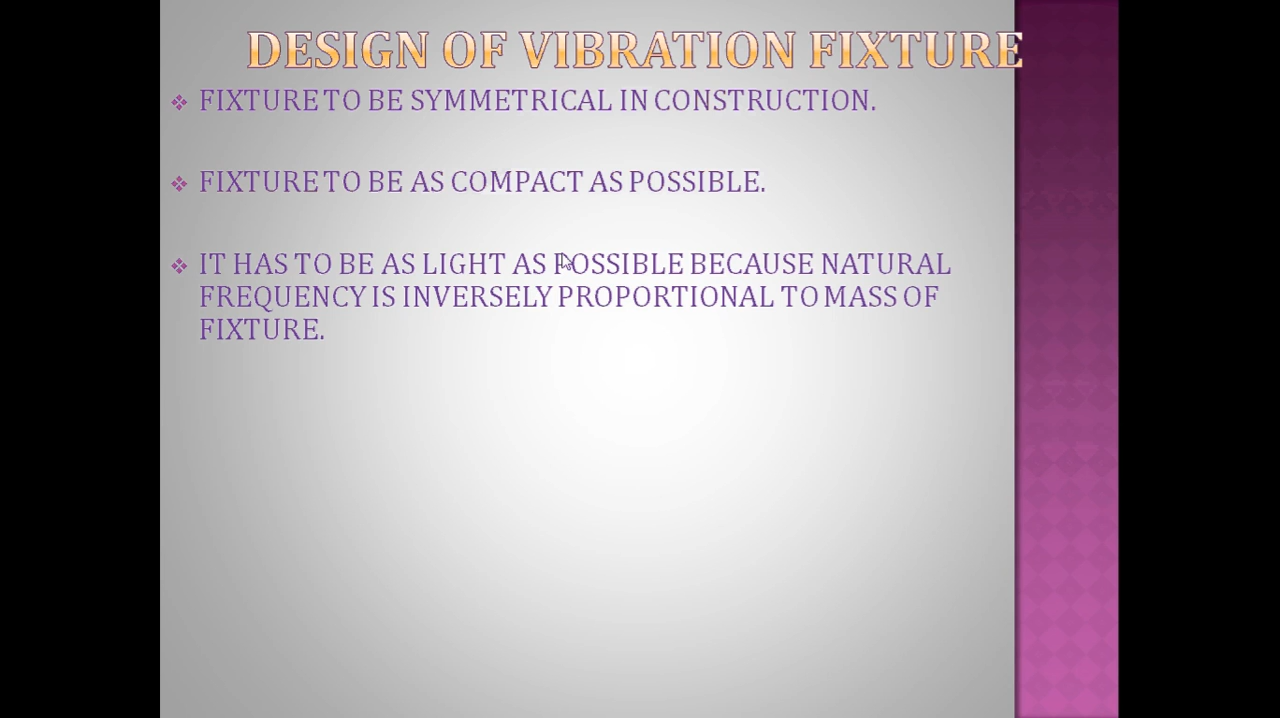 DESIGN OF VIBRATION FIXTURE
❖ FIXTURE TO BE SYMMETRICAL IN CONSTRUCTION.
❖ FIXTURE TO BE AS COMPACT AS POSSIBLE.
❖ IT HAS TO BE AS LIGHT AS POSSIBLE BECAUSE NATURAL
FREQUENCY IS INVERSELY PROPORTIONAL TO MASS OF
FIXTURE.